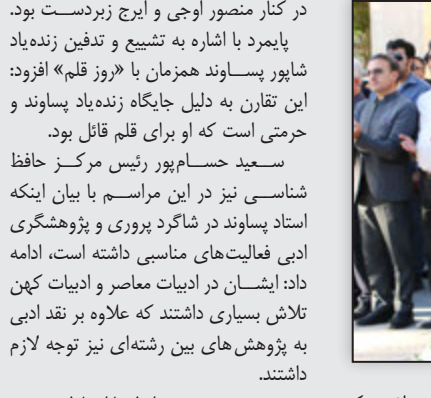 در کنار منصور اوجی و ایرج زبردست بود.
پایمرد با اشاره به تشییع و تدفین زنده‌یاد
شاپور پساوند همزمان با «روز قلم» افزود:
این تقارن به دلیل جایگاه زنده‌یاد پساوند و
حرمتی است که او برای قلم قائل بود.
سعید حسام‌پور رئیس مرکز حافظ
شناسی نیز در این مراسم با بیان اینکه
استاد پساوند در شاگرد پروری و پژوهشگری
ادبی فعالیت‌های مناسبی داشته است، ادامه
داد: ایشان در ادبیات معاصر و ادبیات کهن
تلاش بسیاری داشتند که علاوه بر نقد ادبی
به پژوهش‌های بین رشته‌ای نیز توجه لازم
داشتند.